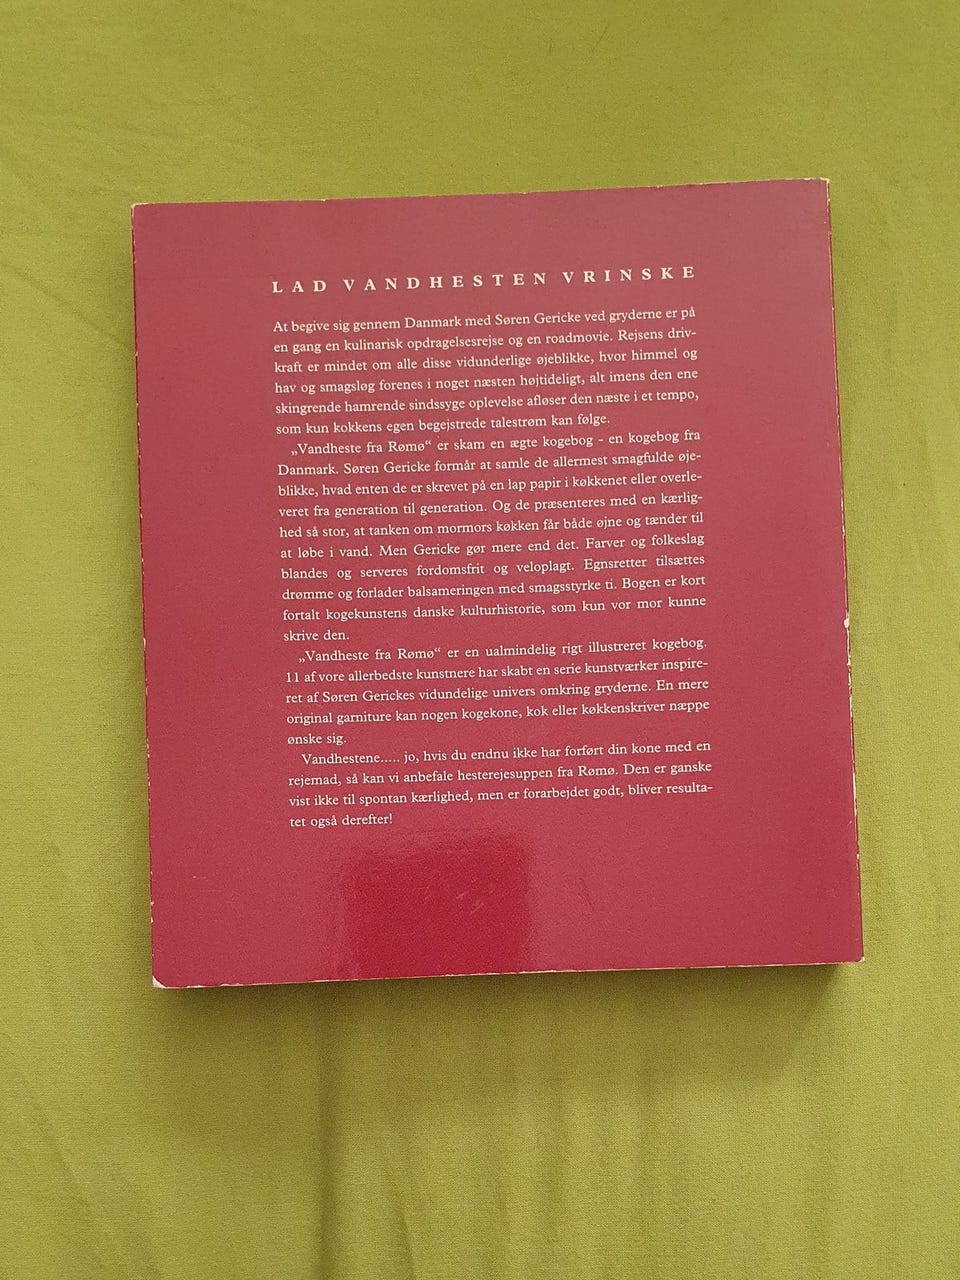 LAD VANDHESTEN VRINSKE
At begive sig gennem Danmark med Søren Gericke ved gryderne er på
en gang en kulinarisk opdragelsesrejse og en roadmovie. Rejsens driv-
kraft er mindet om alle disse vidunderlige øjeblikke, hvor himmel og
hav og smagsløg forenes i noget næsten højtideligt, alt imens den ene
skingrende hamrende sindssyge oplevelse afløser den næste i et tempo,
som kun kokkens egen begejstrede talestrøm kan følge.
„Vandheste fra Rømø“ er skam en ægte kogebog - en kogebog fra
Danmark. Søren Gericke formår at samle de allermest smagfulde øje-
blikke, hvad enten de er skrevet på en lap papir i køkkenet eller overle-
veret fra generation til generation. Og de præsenteres med en kærlig-
hed så stor, at tanken om mormors køkken får både øjne og tænder til
at løbe i vand. Men Gericke gør mere end det. Farver og folkeslag
blandes og serveres fordomsfrit og veloplagt. Egnsretter tilsættes
drømme og forlader balsameringen med smagsstyrke ti. Bogen er kort
fortalt kogekunstens danske kulturhistorie, som kun vor mor kunne
skrive den.
„Vandheste fra Rømø“ er en ualmindelig rigt illustreret kogebog.
11 af vore allerbedste kunstnere har skabt en serie kunstværker inspire-
ret af Søren Gerickes vidundelige univers omkring gryderne. En mere
original garniture kan nogen kogekone, kok eller køkkenskriver næppe
ønske sig.
Vandhestene..... jo, hvis du endnu ikke har forført din kone med en
rejemad, så kan vi anbefale hesterejesuppen fra Rømø. Den er ganske
vist ikke til spontan kærlighed, men er forarbejdet godt, bliver resulta-
tet også derefter!